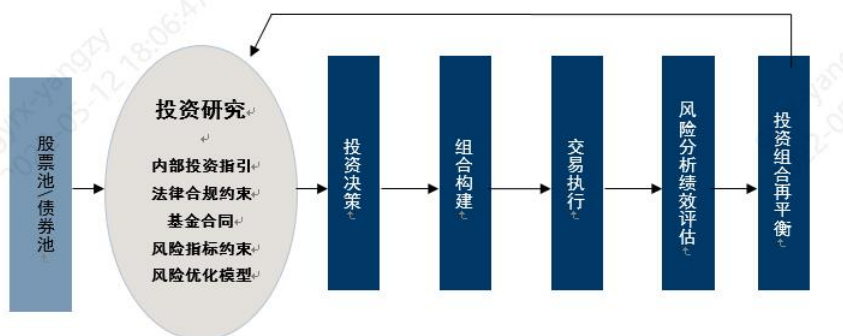 股票池/债券池
投资研究
内部投资指引
法律合规约束
基金合同
风险指标约束
风险优化模型
投资决策
组合构建
交易执行
风险分析绩效评估
投资组合再平衡